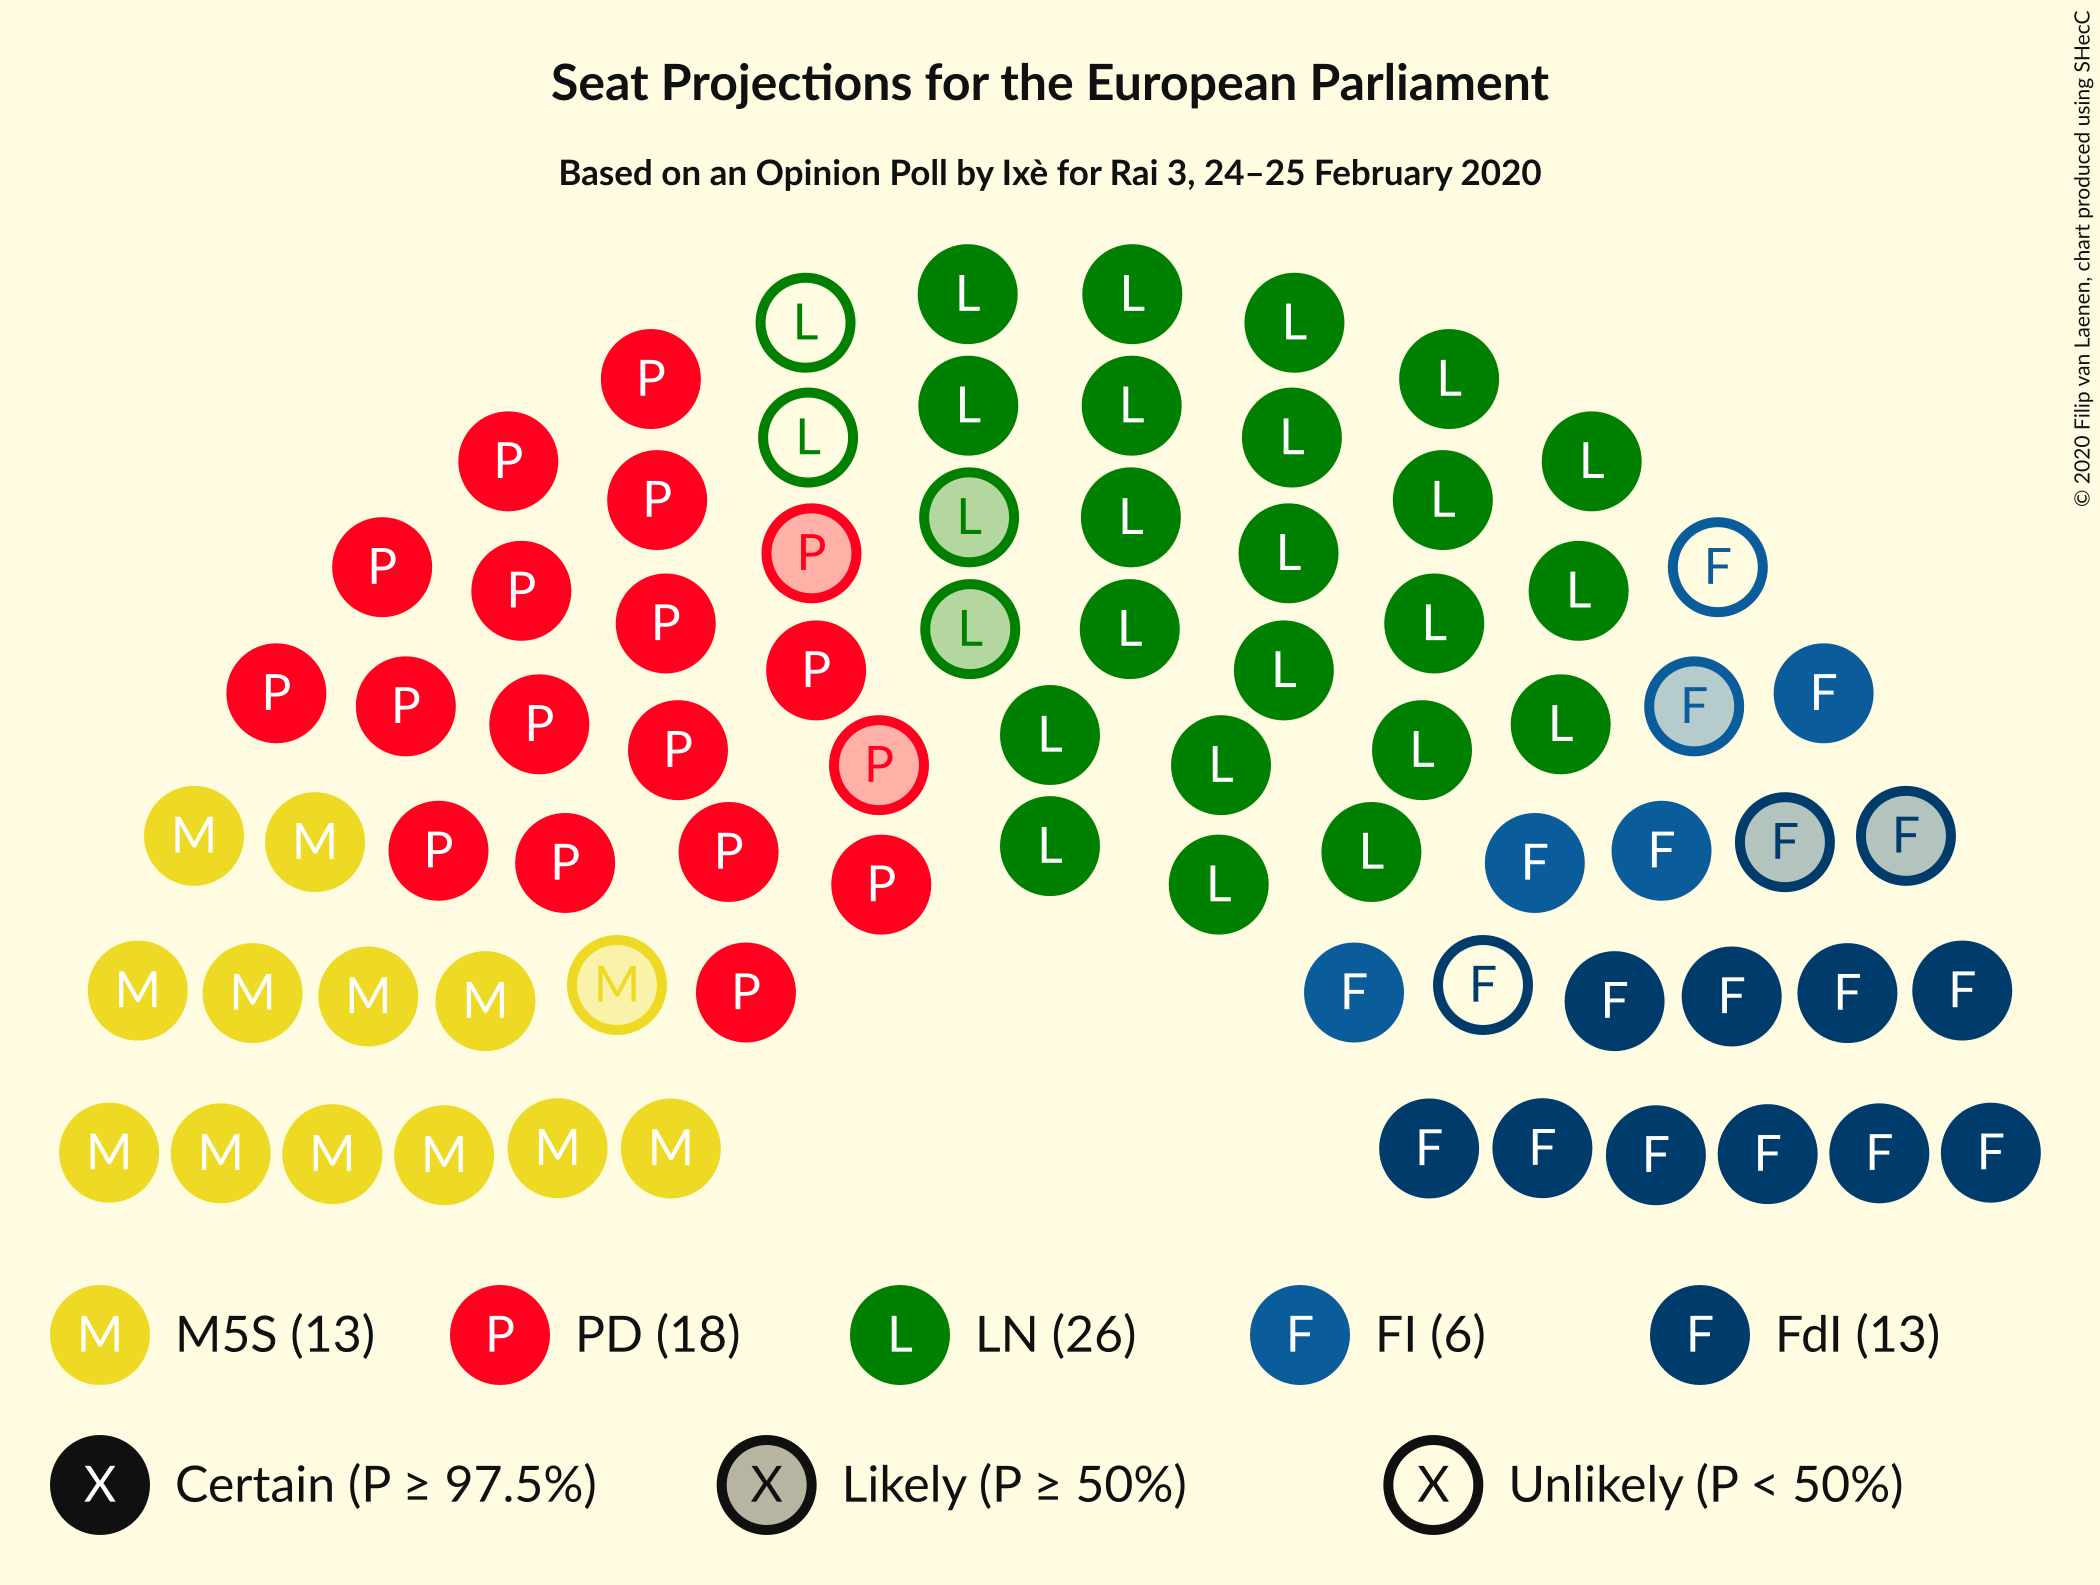 Seat Projections for the European Parliament
Based on an Opinion Poll by Ixè for Rai 3, 24–25 February 2020
© 2020 Filip van Laenen, chart produced using SHecC
L L
L L
P P
L L
L L
P P
L L
P L L P
L L
P P F
P L L P
L L
P L L P
P F
P P L L F
L
P L L
M M P P P L L F F F F
P L
M M M M M P F F F F F F
M M M M M M F F F F F F
M M5S (13) P PD (18) L LN (26) F FI (6) F FdI (13)
X Certain (P ≥ 97.5%) X Likely (P ≥ 50%) X Unlikely (P < 50%)